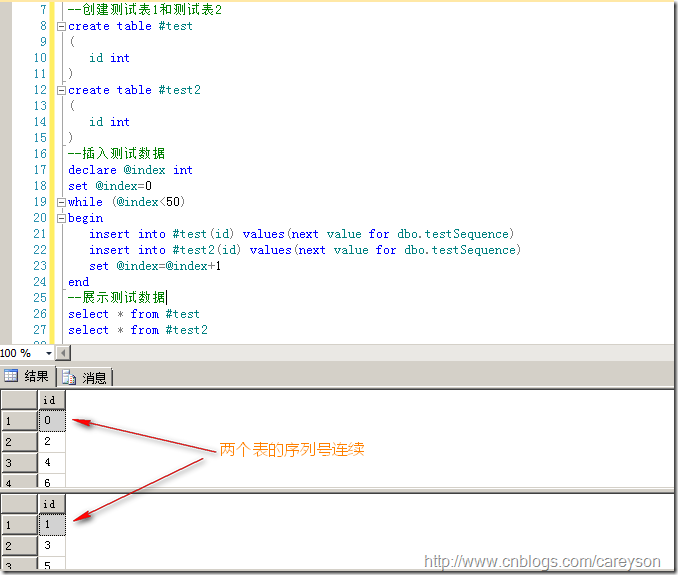 7 --创建测试表1和测试表2
8 create table #test
9 (
10 id int
11 )
12 create table #test2
13 (
14 id int
15 )
16 --插入测试数据
17 declare @index int
18 set @index=0
19 while (@index<50)
20 begin
21 insert into #test(id) values(next value for dbo.testSequence)
22 insert into #test2(id) values(next value for dbo.testSequence)
23 set @index=@index+1
24 end
25 --展示测试数据
26 select * from #test
27 select * from #test2
100 %
结果 消息
id
1 0
2 2
3 4
4 6
两个表的序列号连续
id
1 1
2 3
3 5
http://www.cnblogs.com/careyson